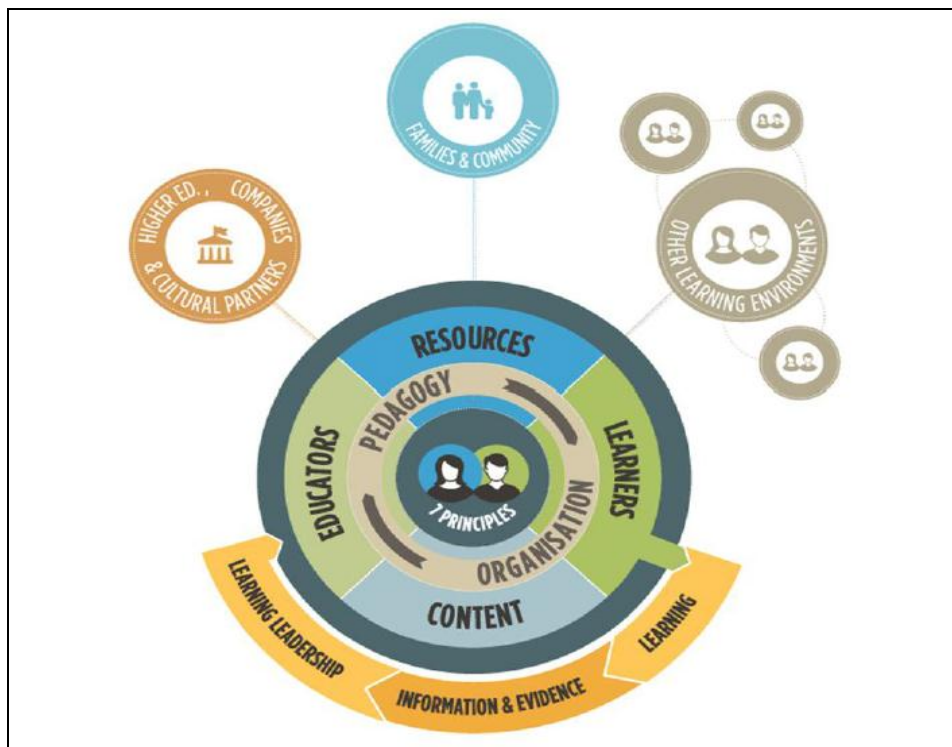 FAMILIES & COMMUNITY
HIGHER ED., COMPANIES
& CULTURAL PARTNERS
OTHER LEARNING ENVIRONMENTS
RESOURCES
PEDAGOGY
EDUCATORS
LEARNERS
7 PRINCIPLES
ORGANISATION
CONTENT
LEARNING LEADERSHIP
INFORMATION & EVIDENCE
LEARNING